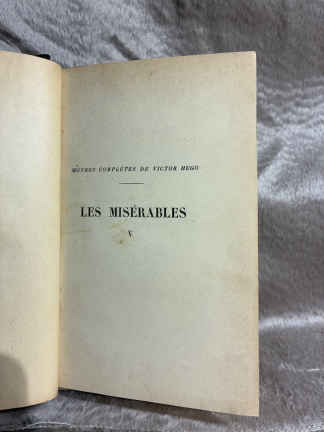 ŒUVRES COMPLÈTES DE VICTOR HUGO
LES MISÉRABLES
V